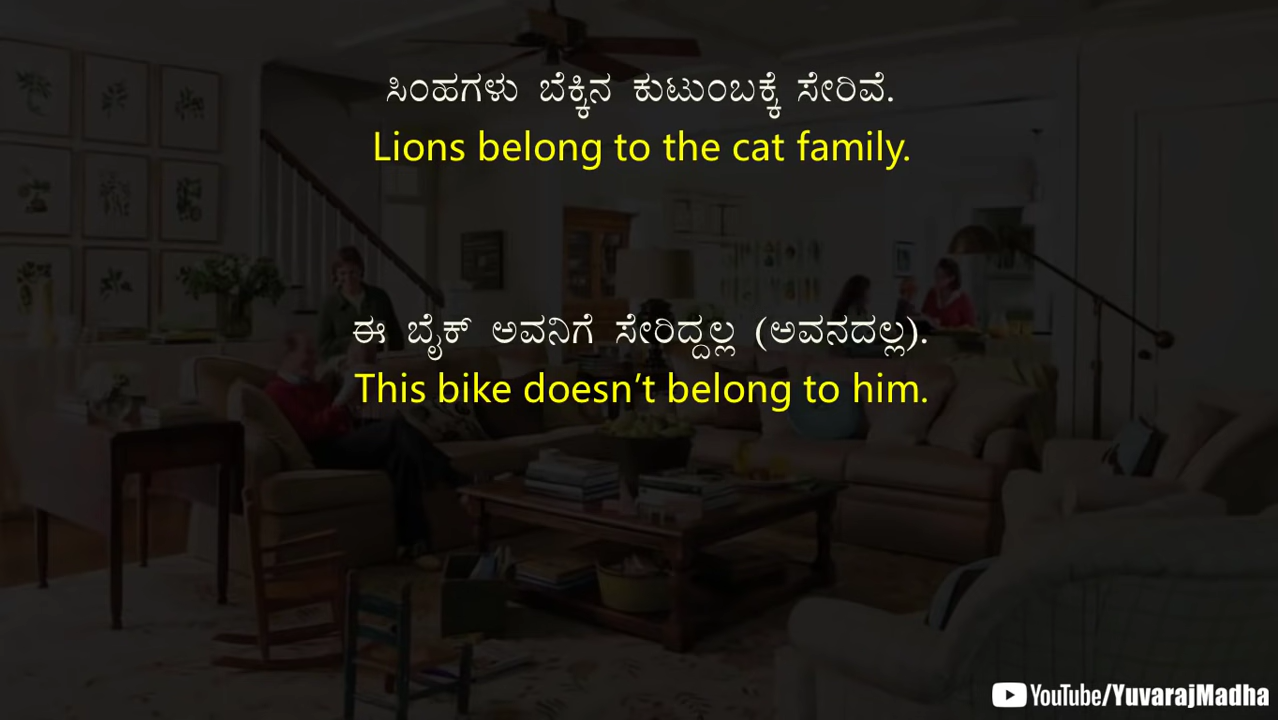 ಸಿಂಹಗಳು ಬೆಕ್ಕಿನ ಕುಟುಂಬಕ್ಕೆ ಸೇರಿವೆ.
Lions belong to the cat family.
ಈ ಬೈಕ್ ಅವನಿಗೆ ಸೇರಿದ್ದಲ್ಲ (ಅವನದಲ್ಲ).
This bike doesn’t belong to him.
YouTube/YuvarajMadha